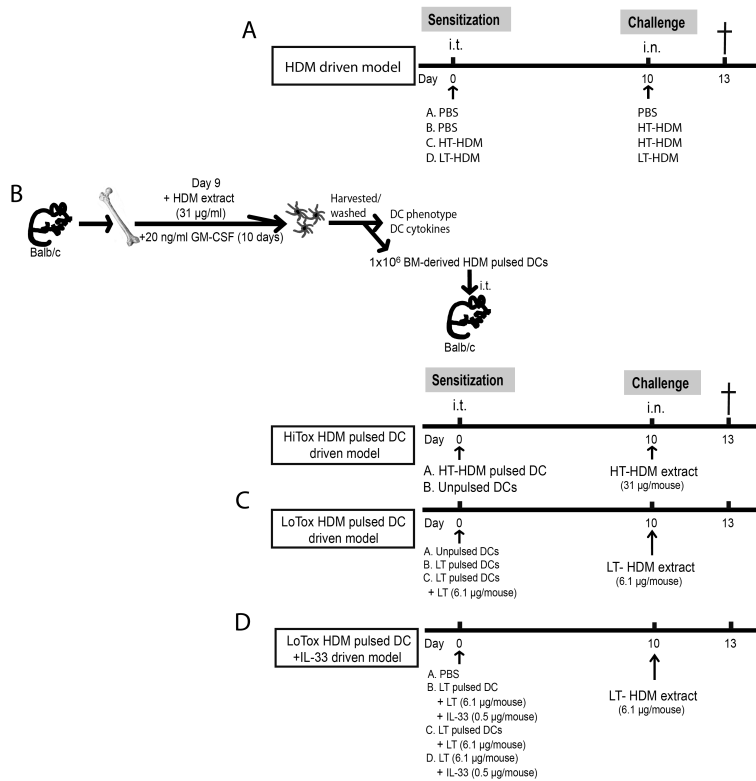 A
Sensitization
Challenge
i.t.
i.n.
HDM driven model
Day 0 10 13
A. PBS PBS
B. PBS HT-HDM
C. HT-HDM HT-HDM
D. LT-HDM LT-HDM
B
Day 9
+ HDM extract
(31 µg/ml)
+20 ng/ml GM-CSF (10 days)
Balb/c
Harvested/
washed
DC phenotype
DC cytokines
1x10⁶ BM-derived HDM pulsed DCs
i.t.
Balb/c
Sensitization
Challenge
i.t.
i.n.
HiTox HDM pulsed DC
driven model
Day 0 10 13
A. HT-HDM pulsed DC
B. Unpulsed DCs
HT-HDM extract
(31 µg/mouse)
C
LoTox HDM pulsed DC
driven model
Day 0 10 13
A. Unpulsed DCs
B. LT pulsed DCs
C. LT pulsed DCs
+ LT (6.1 µg/mouse)
LT- HDM extract
(6.1 µg/mouse)
D
LoTox HDM pulsed DC
+IL-33 driven model
Day 0 10 13
A. PBS
B. LT pulsed DC
+ LT (6.1 µg/mouse)
+ IL-33 (0.5 µg/mouse)
C. LT pulsed DCs
+ LT (6.1 µg/mouse)
D. LT (6.1 µg/mouse)
+ IL-33 (0.5 µg/mouse)
LT- HDM extract
(6.1 µg/mouse)